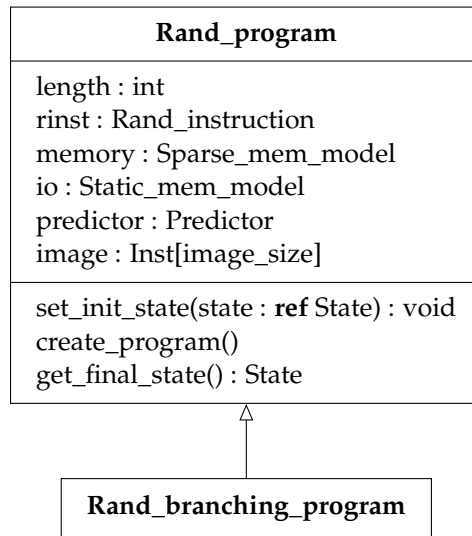 Rand_program
length : int
rinst : Rand_instruction
memory : Sparse_mem_model
io : Static_mem_model
predictor : Predictor
image : Inst[image_size]
set_init_state(state : ref State) : void
create_program()
get_final_state() : State
Rand_branching_program